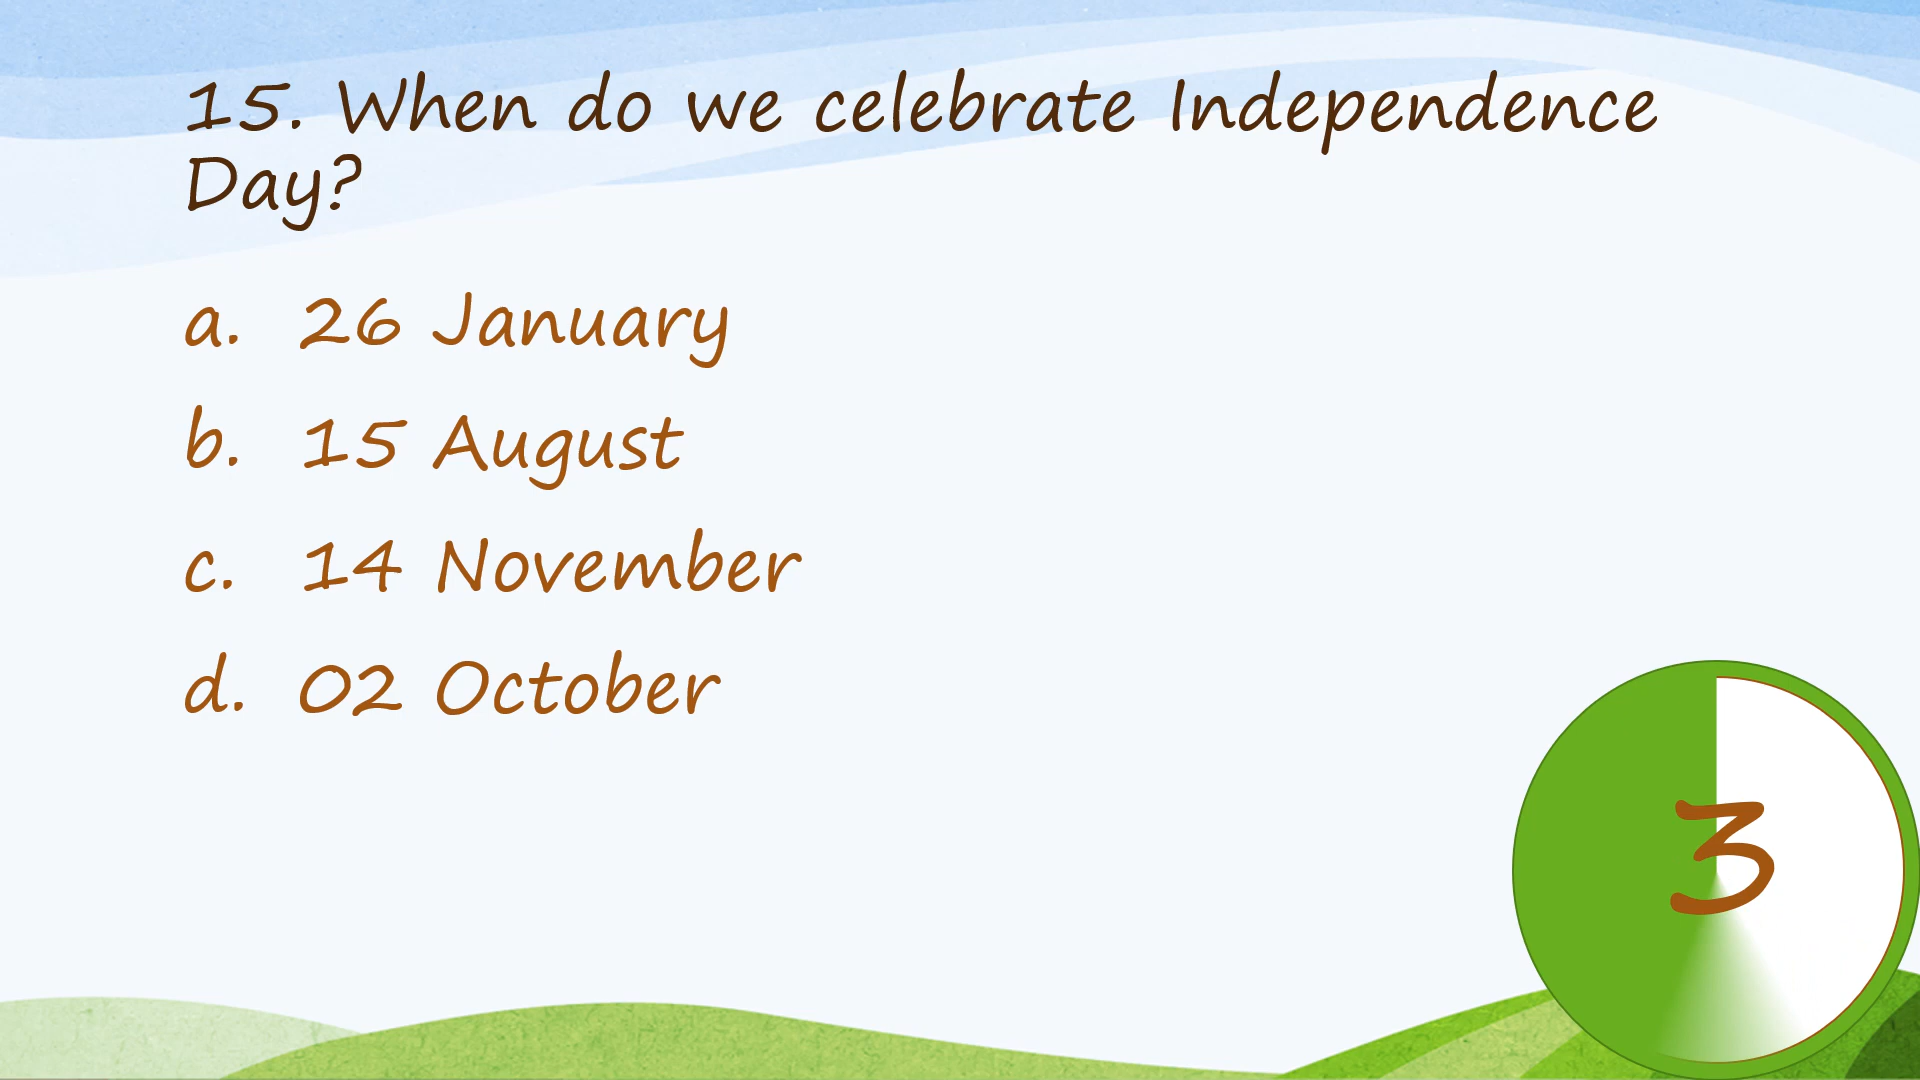 15. When do we celebrate Independence
Day?
a. 26 January
b. 15 August
c. 14 November
d. 02 October
3